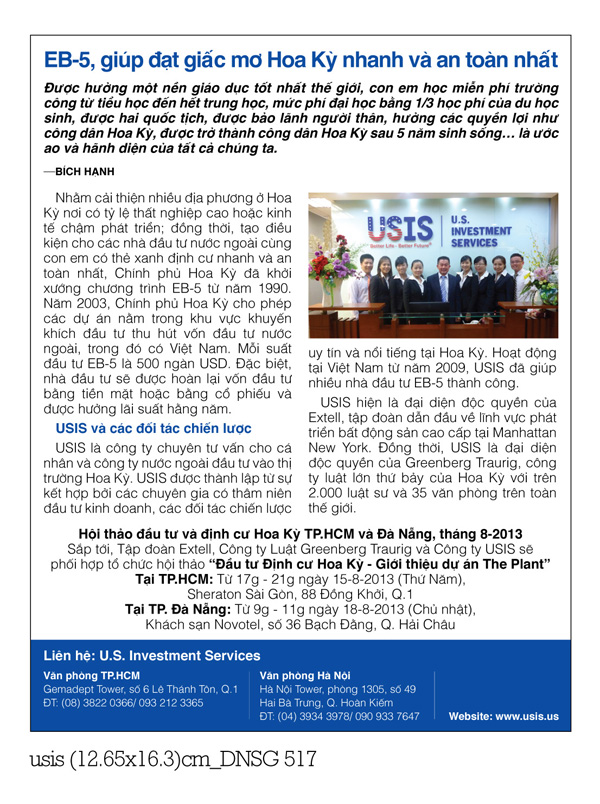 EB-5, giúp đạt giấc mơ Hoa Kỳ nhanh và an toàn nhất
Được hưởng một nền giáo dục tốt nhất thế giới, con em học miễn phí trường
công từ tiểu học đến hết trung học, mức phí đại học bằng 1/3 học phí của du học
sinh, được hai quốc tịch, được bảo lãnh người thân, hưởng các quyền lợi như
công dân Hoa Kỳ, được trở thành công dân Hoa Kỳ sau 5 năm sinh sống... là ước
ao và hãnh diện của tất cả chúng ta.
—BÍCH HẠNH
Nhằm cải thiện nhiều địa phương ở Hoa
Kỳ nơi có tỷ lệ thất nghiệp cao hoặc kinh
tế chậm phát triển; đồng thời, tạo điều
kiện cho các nhà đầu tư nước ngoài cùng
con em có thẻ xanh định cư nhanh và an
toàn nhất, Chính phủ Hoa Kỳ đã khởi
xướng chương trình EB-5 từ năm 1990.
Năm 2003, Chính phủ Hoa Kỳ cho phép
các dự án nằm trong khu vực khuyến
khích đầu tư thu hút vốn đầu tư nước
ngoài, trong đó có Việt Nam. Mỗi suất
đầu tư EB-5 là 500 ngàn USD. Đặc biệt,
nhà đầu tư sẽ được hoàn lại vốn đầu tư
bằng tiền mặt hoặc bằng cổ phiếu và
được hưởng lãi suất hằng năm.
USIS và các đối tác chiến lược
USIS là công ty chuyên tư vấn cho cá
nhân và công ty nước ngoài đầu tư vào thị
trường Hoa Kỳ. USIS được thành lập từ sự
kết hợp bởi các chuyên gia có thâm niên
đầu tư kinh doanh, các đối tác chiến lược
USIS
Better Life - Better Future
U.S.
INVESTMENT
SERVICES
uy tín và nổi tiếng tại Hoa Kỳ. Hoạt động
tại Việt Nam từ năm 2009, USIS đã giúp
nhiều nhà đầu tư EB-5 thành công.
USIS hiện là đại diện độc quyền của
Extell, tập đoàn dẫn đầu về lĩnh vực phát
triển bất động sản cao cấp tại Manhattan
New York. Đồng thời, USIS là đại diện
độc quyền của Greenberg Traurig, công
ty luật lớn thứ bảy của Hoa Kỳ với trên
2.000 luật sư và 35 văn phòng trên toàn
thế giới.
Hội thảo đầu tư và định cư Hoa Kỳ TP.HCM và Đà Nẵng, tháng 8-2013
Sắp tới, Tập đoàn Extell, Công ty Luật Greenberg Traurig và Công ty USIS sẽ
phối hợp tổ chức hội thảo “Đầu tư Định cư Hoa Kỳ - Giới thiệu dự án The Plant”
Tại TP.HCM: Từ 17g - 21g ngày 15-8-2013 (Thứ Năm),
Sheraton Sài Gòn, 88 Đồng Khởi, Q.1
Tại TP. Đà Nẵng: Từ 9g - 11g ngày 18-8-2013 (Chủ nhật),
Khách sạn Novotel, số 36 Bạch Đằng, Q. Hải Châu
Liên hệ: U.S. Investment Services
Văn phòng TP.HCM
Gemadept Tower, số 6 Lê Thánh Tôn, Q.1
ĐT: (08) 3822 0366/ 093 212 3365
Văn phòng Hà Nội
Hà Nội Tower, phòng 1305, số 49
Hai Bà Trưng, Q. Hoàn Kiếm
ĐT: (04) 3934 3978/ 090 933 7647
Website: www.usis.us
usis (12.65x16.3)cm_DNSG 517